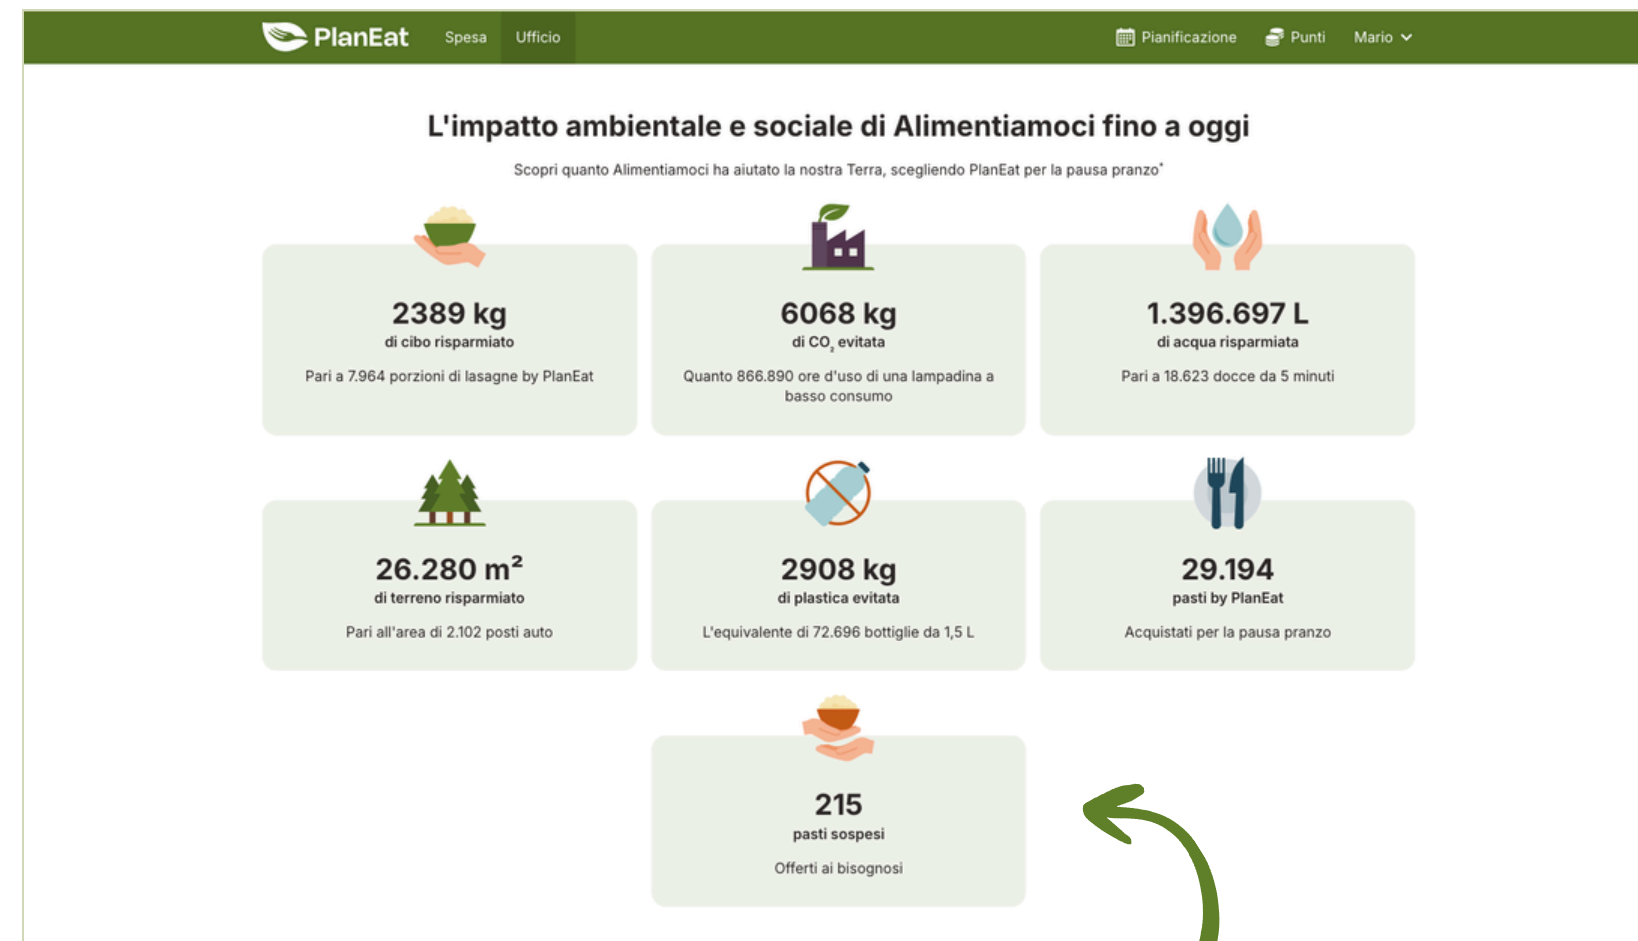 PlanEat Spesa Ufficio Pianificazione Punti Mario
L'impatto ambientale e sociale di Alimentiamoci fino a oggi
Scopri quanto Alimentiamoci ha aiutato la nostra Terra, scegliendo PlanEat per la pausa pranzo*
2389 kg
di cibo risparmiato
Pari a 7.964 porzioni di lasagne by PlanEat
6068 kg
di CO₂ evitata
Quanto 866.890 ore d'uso di una lampadina a
basso consumo
1.396.697 L
di acqua risparmiata
Pari a 18.623 docce da 5 minuti
26.280 m²
di terreno risparmiato
Pari all'area di 2.102 posti auto
2908 kg
di plastica evitata
L'equivalente di 72.696 bottiglie da 1,5 L
29.194
pasti by PlanEat
Acquistati per la pausa pranzo
215
pasti sospesi
Offerti ai bisognosi